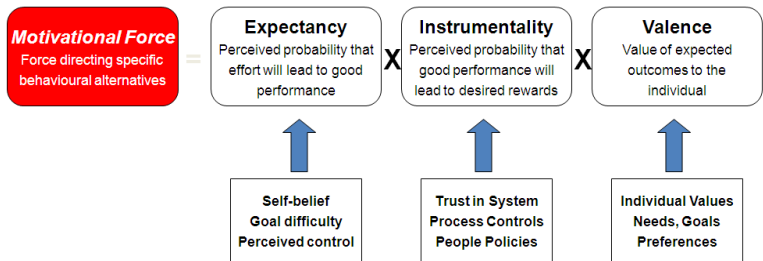 Motivational Force
Force directing specific
behavioural alternatives
=
Expectancy
Perceived probability that
effort will lead to good
performance
X
Instrumentality
Perceived probability that
good performance will
lead to desired rewards
X
Valence
Value of expected
outcomes to the
individual
Self-belief
Goal difficulty
Perceived control
Trust in System
Process Controls
People Policies
Individual Values
Needs, Goals
Preferences